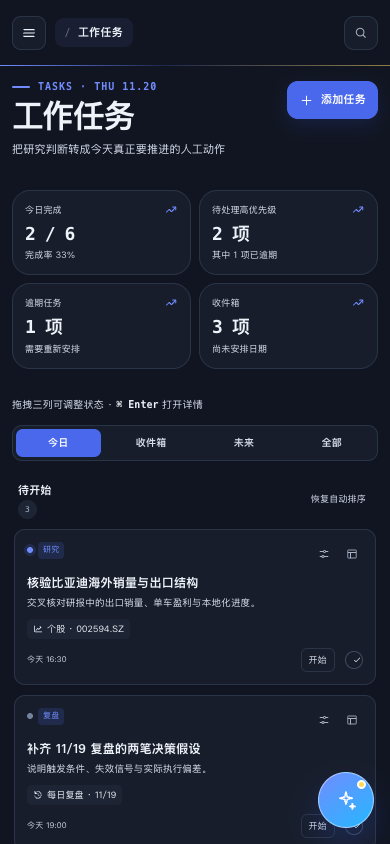 / 工作任务
TASKS · THU 11.20
工作任务
添加任务
把研究判断转成今天真正要推进的人工动作
今日完成
2 / 6
完成率 33%
待处理高优先级
2 项
其中 1 项已逾期
逾期任务
1 项
需要重新安排
收件箱
3 项
尚未安排日期
拖拽三列可调整状态 · ⌘ Enter 打开详情
今日
收件箱
未来
全部
待开始
3
恢复自动排序
研究
核验比亚迪海外销量与出口结构
交叉核对研报中的出口销量、单车盈利与本地化进度。
个股 · 002594.SZ
今天 16:30
开始
复盘
补齐 11/19 复盘的两笔决策假设
说明触发条件、失效信号与实际执行偏差。
每日复盘 · 11/19
今天 19:00
开始